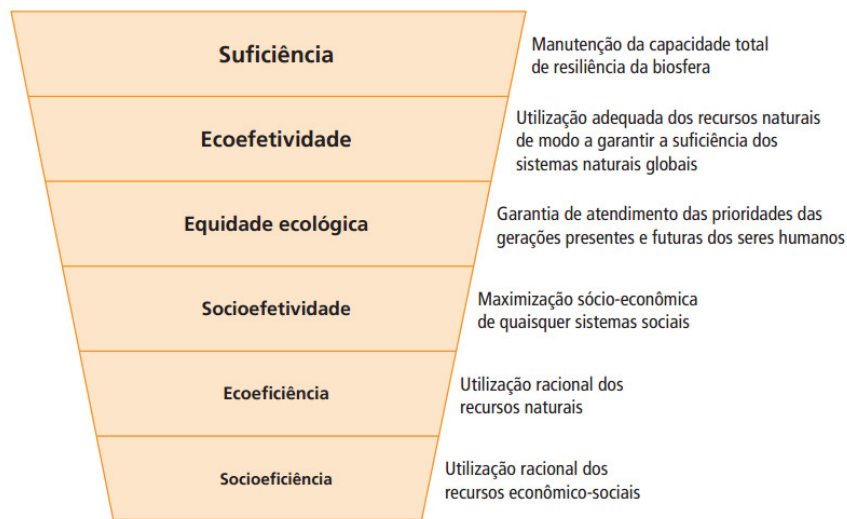 Suficiência
Manutenção da capacidade total
de resiliência da biosfera
Ecoefetividade
Utilização adequada dos recursos naturais
de modo a garantir a suficiência dos
sistemas naturais globais
Equidade ecológica
Garantia de atendimento das prioridades das
gerações presentes e futuras dos seres humanos
Socioefetividade
Maximização sócio-econômica
de quaisquer sistemas sociais
Ecoeficiência
Utilização racional dos
recursos naturais
Socioeficiência
Utilização racional dos
recursos econômico-sociais